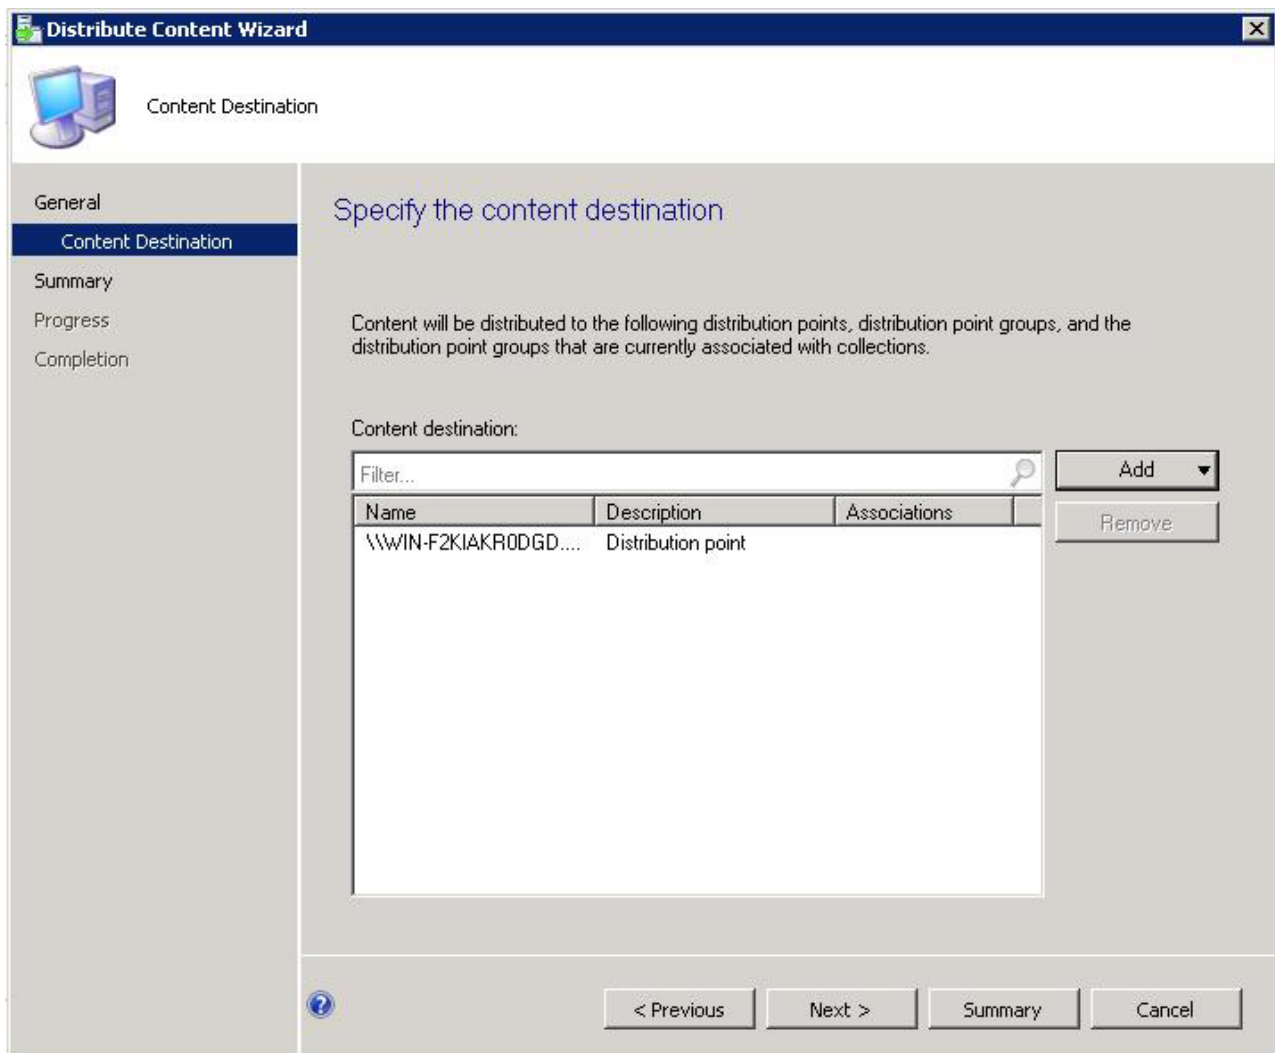 Distribute Content Wizard
Content Destination
General
Content Destination
Summary
Progress
Completion
Specify the content destination
Content will be distributed to the following distribution points, distribution point groups, and the
distribution point groups that are currently associated with collections.
Content destination:
Filter...
Add
Remove
Name Description Associations
\\WIN-F2KIAKR0DGD.... Distribution point
< Previous Next > Summary Cancel